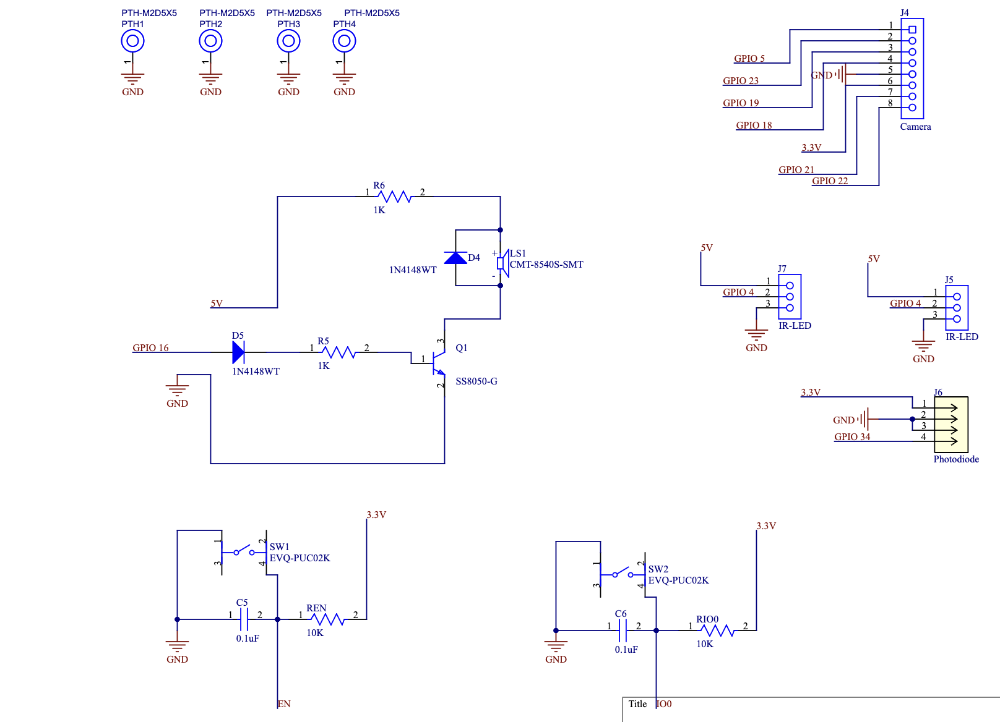 PTH-M2D5X5 PTH-M2D5X5 PTH-M2D5X5 PTH-M2D5X5
PTH1 PTH2 PTH3 PTH4
1 1 1 1
GND GND GND GND
J4
1
2
3
4
5
6
7
8
GPIO 5
GND
GPIO 23
GPIO 19
GPIO 18
3.3V
GPIO 21
GPIO 22
Camera
R6
1 2
1K
D4
1N4148WT
+ LS1
CMT-8540S-SMT
-
5V
GPIO 16
D5
1N4148WT
R5
1 2
1K
3
1
2
Q1
SS8050-G
GND
5V
J7
1
GPIO 4 2
3
IR-LED
GND
5V
J5
1
GPIO 4 2
3
IR-LED
GND
3.3V
J6
1
GND 2
3
GPIO 34 4
Photodiode
3.3V
1 2
SW1
EVQ-PUC02K
3 4
C5
1 2
0.1uF
REN
1 2
10K
GND
EN
3.3V
1 2
SW2
EVQ-PUC02K
3 4
C6
1 2
0.1uF
RIO0
1 2
10K
GND
Title IO0